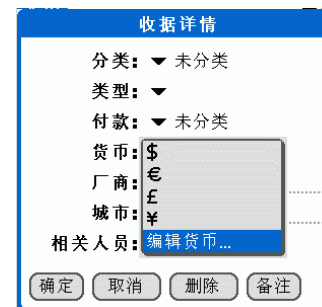 收据详情
分类: 未分类
类型:
付款: 未分类
货币: $
€
厂商:
£
城市: ¥
相关人员: 编辑货币...
确定 取消 删除 备注